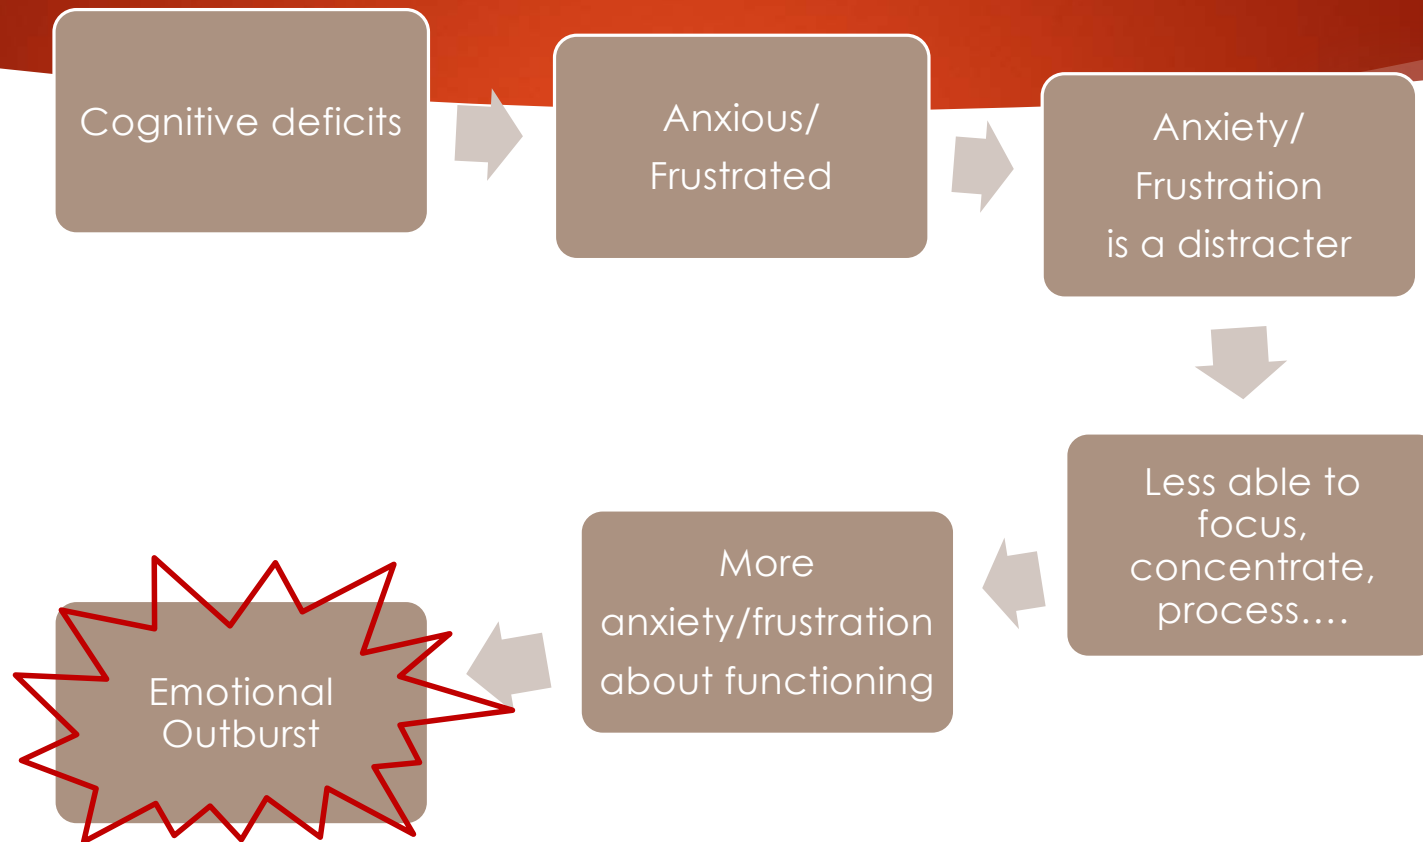 Cognitive deficits
Anxious/
Frustrated
Anxiety/
Frustration
is a distracter
Less able to
focus,
concentrate,
process….
More
anxiety/frustration
about functioning
Emotional
Outburst